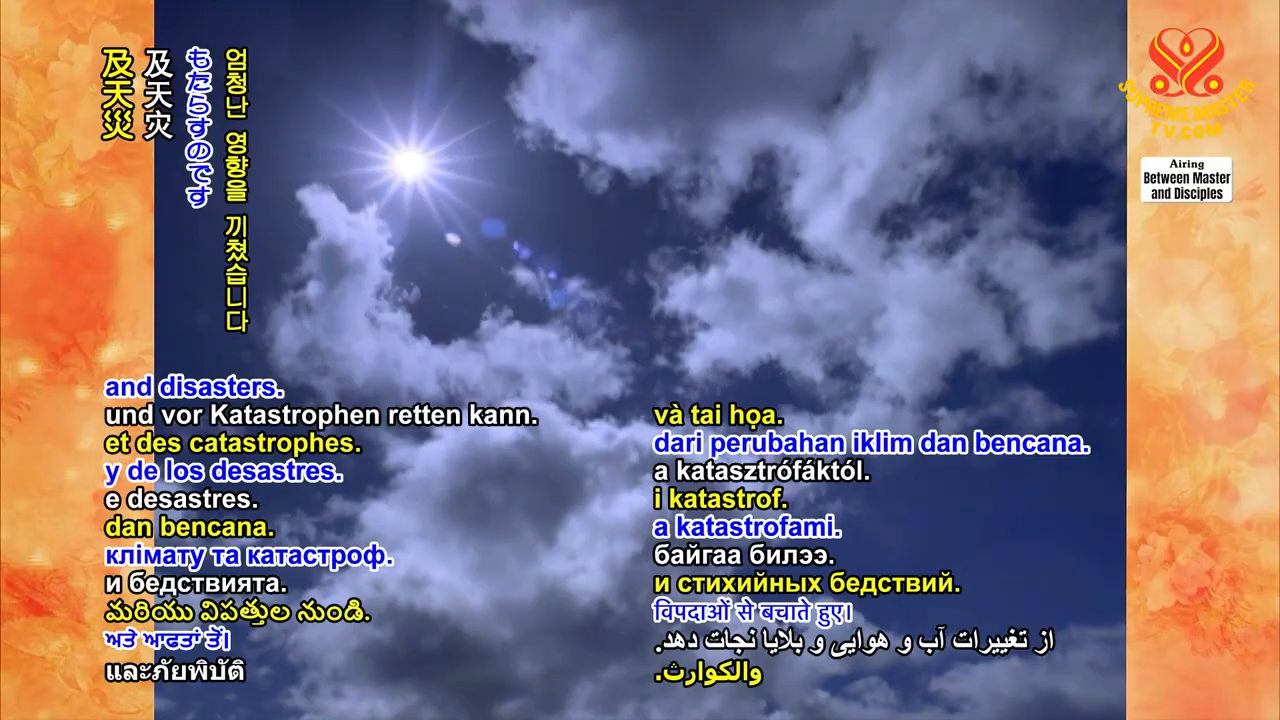 及天災
及天灾
もたらすのです
엄청난 영향을 끼쳤습니다
SUPREME MASTER
TV.COM
Airing
Between Master
and Disciples
and disasters.
und vor Katastrophen retten kann.
et des catastrophes.
y de los desastres.
e desastres.
dan bencana.
клімату та катастроф.
и бедствията.
మరియు విపత్తుల నుండి.
ਅਤੇ ਆਫਤਾਂ ਤੋਂ।
และภัยพิบัติ
và tai họa.
dari perubahan iklim dan bencana.
a katasztrófáktól.
i katastrof.
a katastrofami.
байгаа билээ.
и стихийных бедствий.
विपदाओं से बचाते हुए।
از تغییرات آب و هوایی و بلایا نجات دهد.
والكوارث.